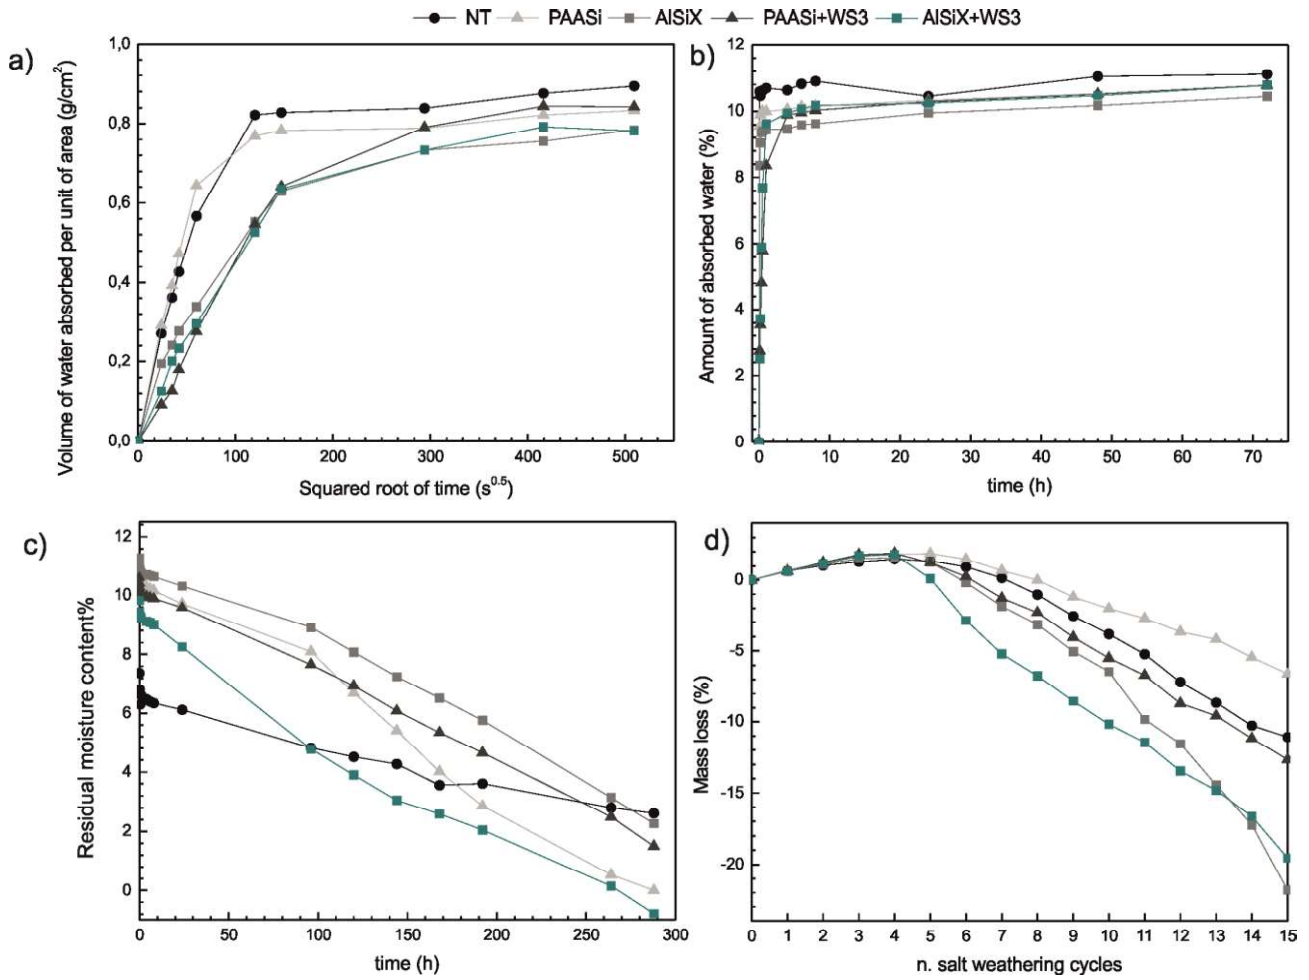 NT PAASi AlSiX PAASi+WS3 AlSiX+WS3
a)
Volume of water absorbed per unit of area (g/cm²)
1,0
0,8
0,6
0,4
0,2
0,0
0 100 200 300 400 500
Squared root of time (s^0.5)
b)
Amount of absorbed water (%)
12
10
8
6
4
2
0
0 10 20 30 40 50 60 70
time (h)
c)
Residual moisture content%
12
10
8
6
4
2
0
0 50 100 150 200 250 300
time (h)
d)
Mass loss (%)
0
-5
-10
-15
-20
0 1 2 3 4 5 6 7 8 9 10 11 12 13 14 15
n. salt weathering cycles